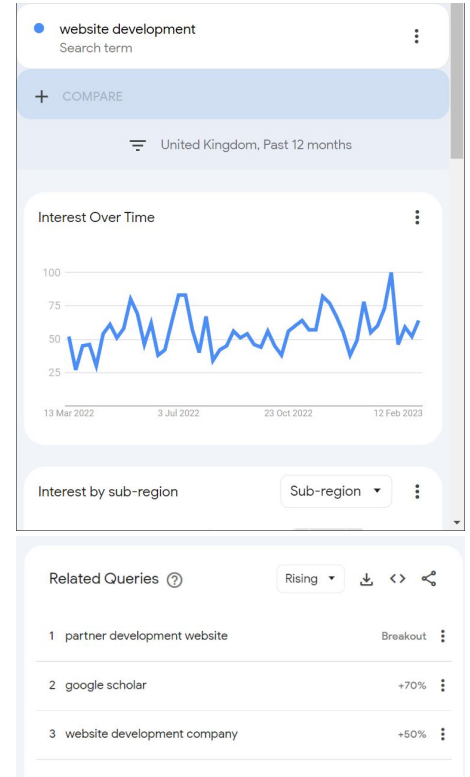 website development
Search term
+ COMPARE
United Kingdom, Past 12 months
Interest Over Time
100
75
50
25
13 Mar 2022 3 Jul 2022 23 Oct 2022 12 Feb 2023
Interest by sub-region Sub-region
Related Queries Rising
1 partner development website Breakout
2 google scholar +70%
3 website development company +50%